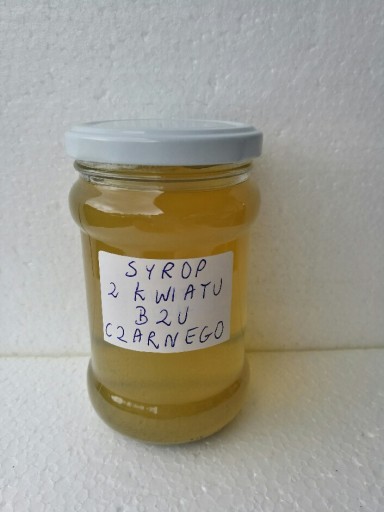 SYROP
Z KWIATU
BZU
CZARNEGO